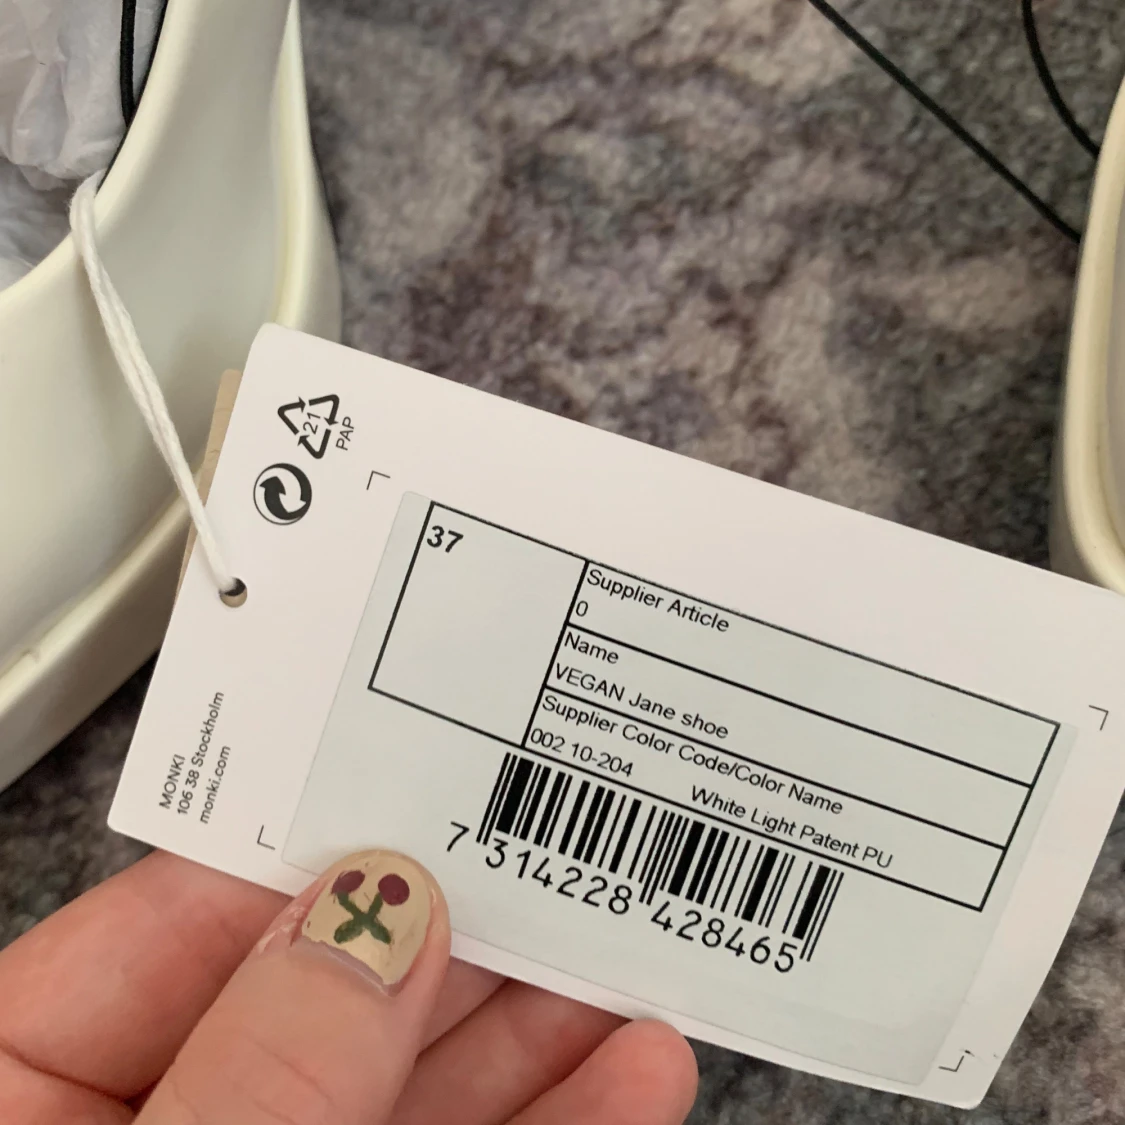 21
PAP
MONKI
106 38 Stockholm
monki.com
37
Supplier Article
0
Name
VEGAN Jane shoe
Supplier Color Code/Color Name
002 10-204 White Light Patent PU
7 314228 428465